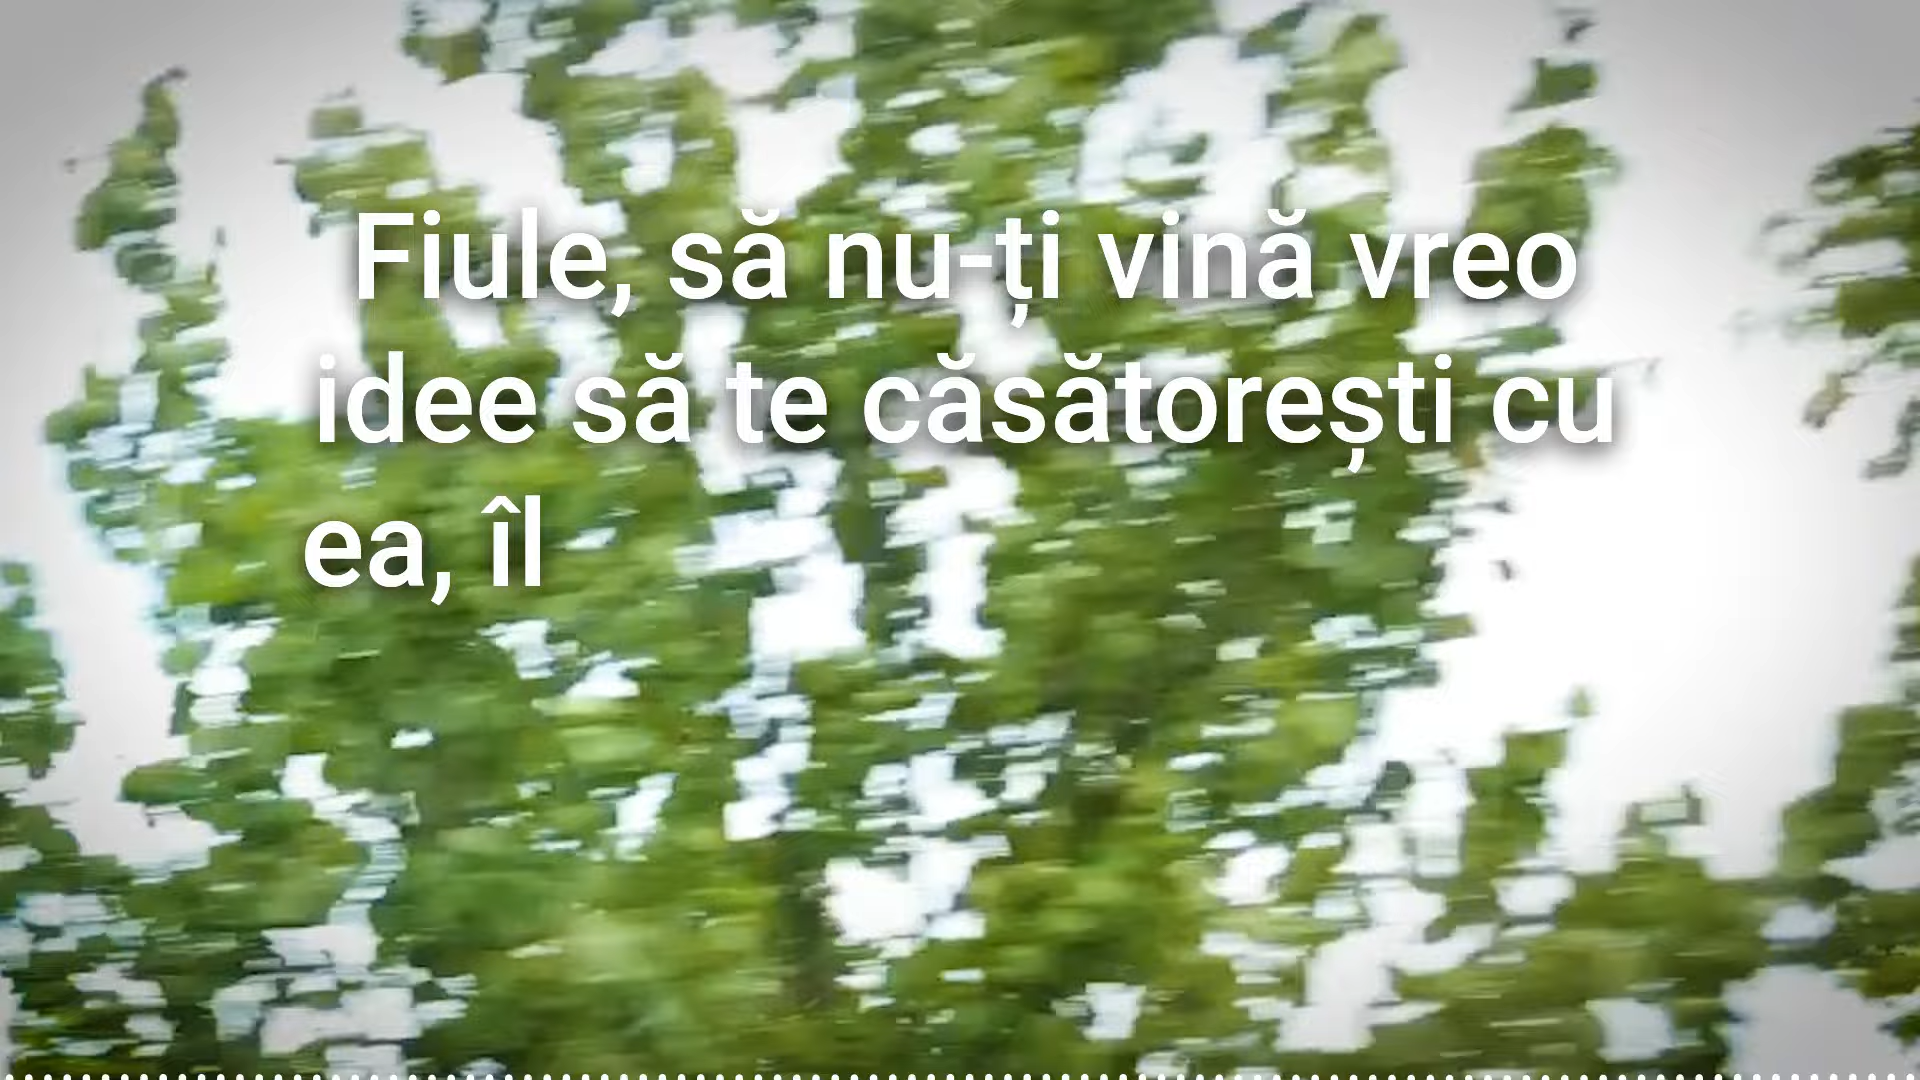 Fiule, să nu-ți vină vreo
idee să te căsătorești cu
ea, îl